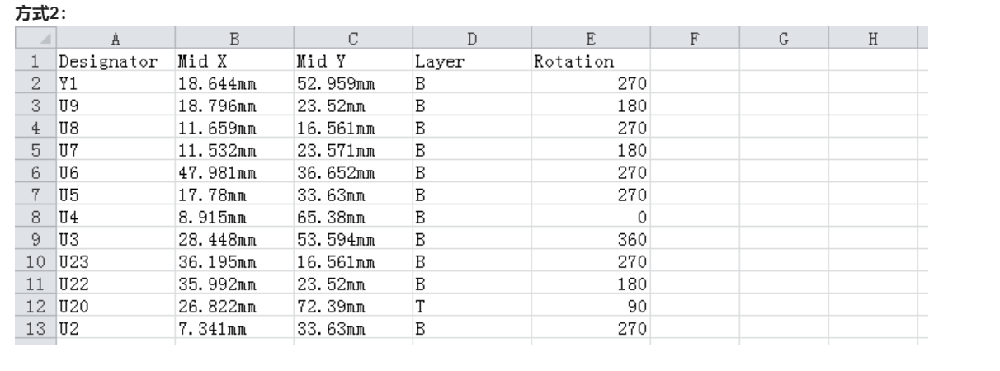 方式2：
A B C D E F G H
1 Designator Mid X Mid Y Layer Rotation
2 Y1 18.644mm 52.959mm B 270
3 U9 18.796mm 23.52mm B 180
4 U8 11.659mm 16.561mm B 270
5 U7 11.532mm 23.571mm B 180
6 U6 47.981mm 36.652mm B 270
7 U5 17.78mm 33.63mm B 270
8 U4 8.915mm 65.38mm B 0
9 U3 28.448mm 53.594mm B 360
10 U23 36.195mm 16.561mm B 270
11 U22 35.992mm 23.52mm B 180
12 U20 26.822mm 72.39mm T 90
13 U2 7.341mm 33.63mm B 270